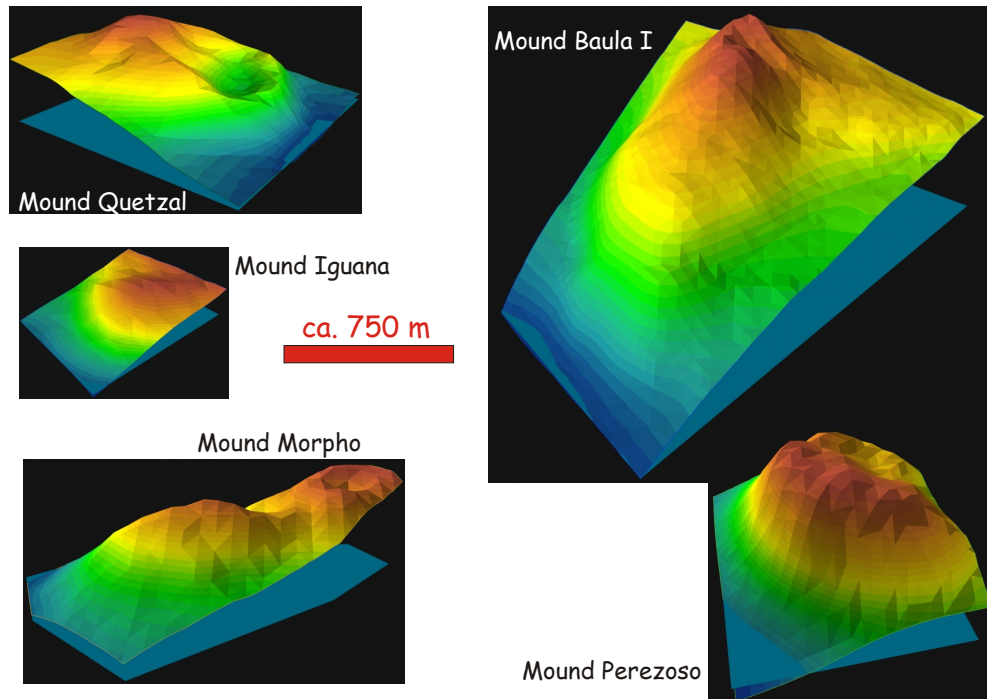 Mound Quetzal
Mound Baula I
Mound Iguana
ca. 750 m
Mound Morpho
Mound Perezoso